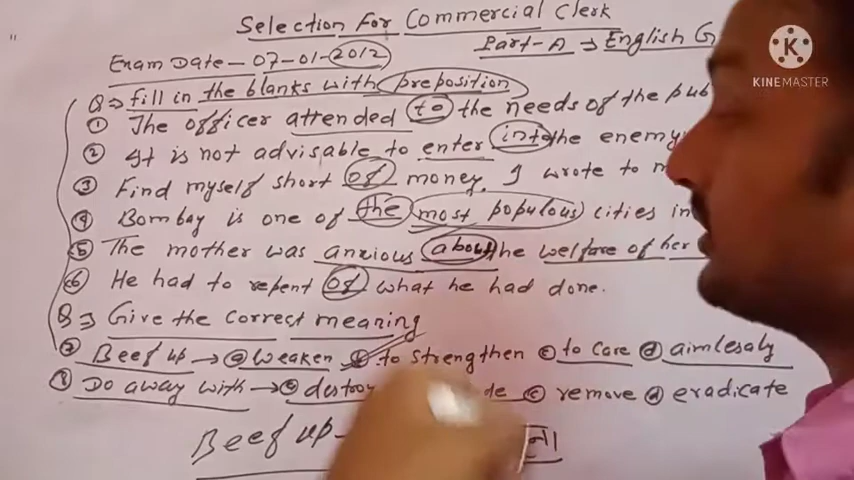 Selection For Commercial Clerk
Exam Date - 07-01-2012
Part-A → English G
Q ⇒ fill in the blanks with preposition
① The officer attended to the needs of the pub
② It is not advisable to enter into the enemy
③ Find myself short of money. I wrote to
④ Bombay is one of the most populous cities in
⑤ The mother was anxious about the welfare of her
⑥ He had to repent of what he had done.
Q ⇒ Give the correct meaning
Beef up → ⓐ weaken ⓑ to strengthen ⓒ to care ⓓ aimlesaly
Do away with → destroy ⓒ remove ⓓ eradicate
Beef up -
KINEMASTER